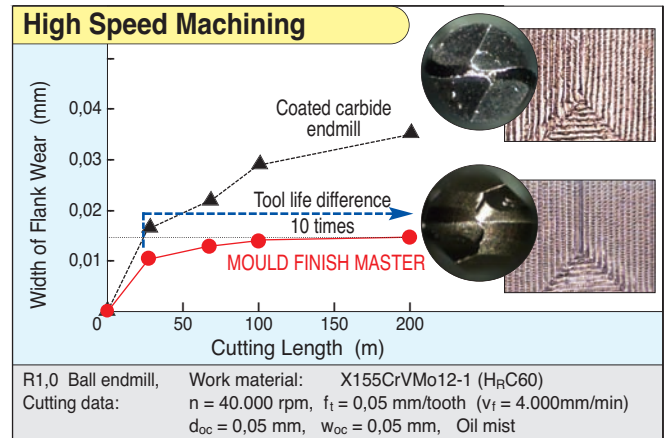 High Speed Machining
Width of Flank Wear (mm)
0,04
0,03
0,02
0,01
0
50
100
150
200
Cutting Length (m)
Coated carbide
endmill
Tool life difference
10 times
MOULD FINISH MASTER
R1,0 Ball endmill, Work material: X155CrVMo12-1 (HRC60)
Cutting data: n = 40.000 rpm, ft = 0,05 mm/tooth (vf = 4.000mm/min)
doc = 0,05 mm, woc = 0,05 mm, Oil mist